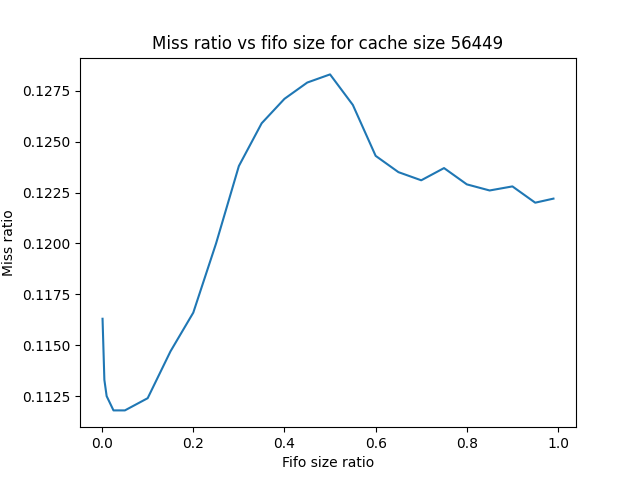 Miss ratio vs fifo size for cache size 56449
0.1275
0.1250
0.1225
0.1200
0.1175
0.1150
0.1125
Miss ratio
0.0 0.2 0.4 0.6 0.8 1.0
Fifo size ratio